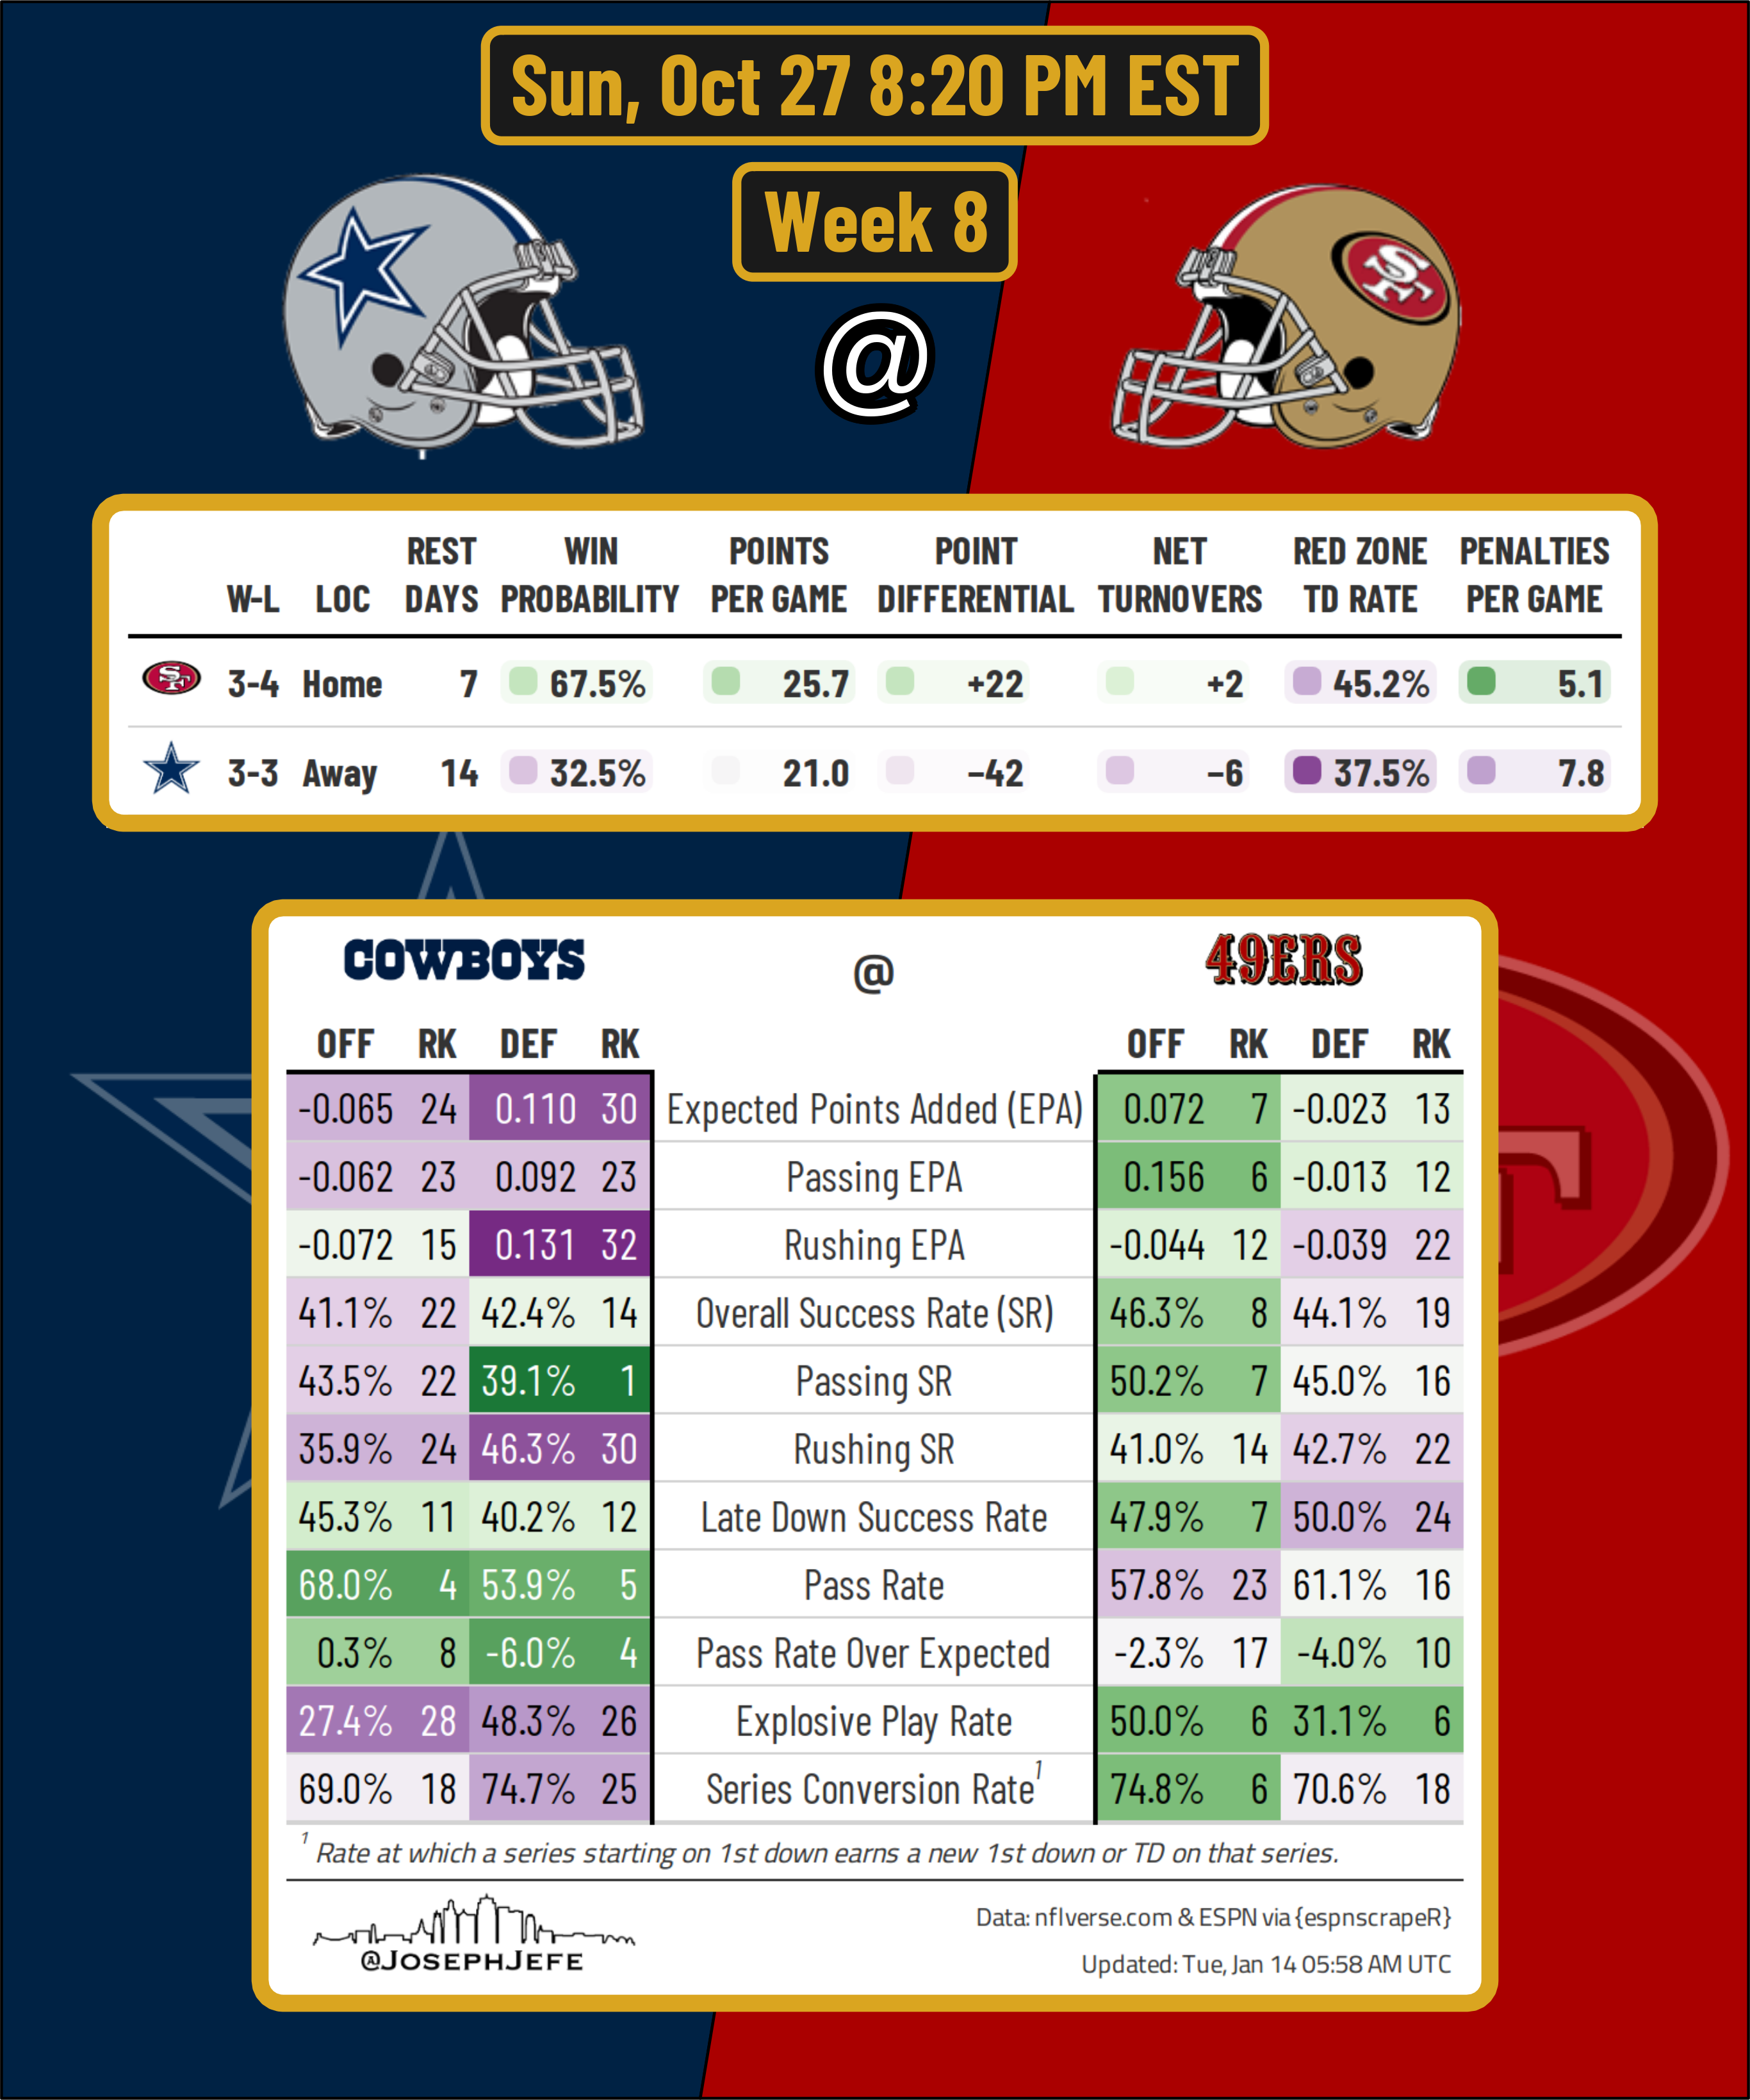 Sun, Oct 27 8:20 PM EST
Week 8
@
SF
REST WIN POINTS POINT NET RED ZONE PENALTIES
W-L LOC DAYS PROBABILITY PER GAME DIFFERENTIAL TURNOVERS TD RATE PER GAME
SF 3-4 Home 7 67.5% 25.7 +22 +2 45.2% 5.1
3-3 Away 14 32.5% 21.0 −42 −6 37.5% 7.8
COWBOYS @ 49ERS
OFF RK DEF RK OFF RK DEF RK
-0.065 24 0.110 30 Expected Points Added (EPA) 0.072 7 -0.023 13
-0.062 23 0.092 23 Passing EPA 0.156 6 -0.013 12
-0.072 15 0.131 32 Rushing EPA -0.044 12 -0.039 22
41.1% 22 42.4% 14 Overall Success Rate (SR) 46.3% 8 44.1% 19
43.5% 22 39.1% 1 Passing SR 50.2% 7 45.0% 16
35.9% 24 46.3% 30 Rushing SR 41.0% 14 42.7% 22
45.3% 11 40.2% 12 Late Down Success Rate 47.9% 7 50.0% 24
68.0% 4 53.9% 5 Pass Rate 57.8% 23 61.1% 16
0.3% 8 -6.0% 4 Pass Rate Over Expected -2.3% 17 -4.0% 10
27.4% 28 48.3% 26 Explosive Play Rate 50.0% 6 31.1% 6
69.0% 18 74.7% 25 Series Conversion Rate¹ 74.8% 6 70.6% 18
¹ Rate at which a series starting on 1st down earns a new 1st down or TD on that series.
Data: nflverse.com & ESPN via {espnscrapeR}
@JOSEPHJEFE
Updated: Tue, Jan 14 05:58 AM UTC